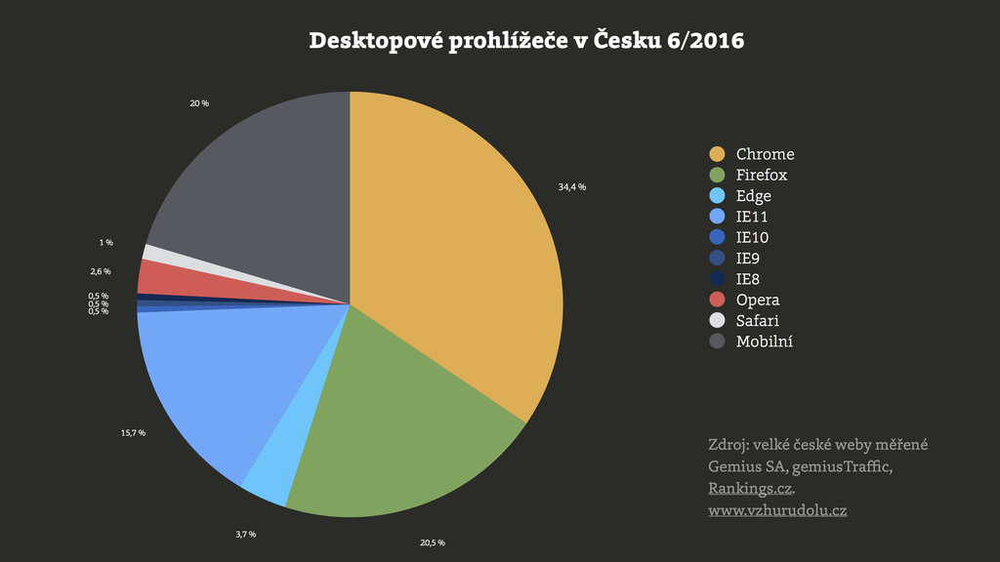 Desktopové prohlížeče v Česku 6/2016
20 %
34,4 %
1 %
2,6 %
0,5 %
0,5 %
0,5 %
15,7 %
3,7 %
20,5 %
Chrome
Firefox
Edge
IE11
IE10
IE9
IE8
Opera
Safari
Mobilní
Zdroj: velké české weby měřené
Gemius SA, gemiusTraffic,
Rankings.cz.
www.vzhurudolu.cz